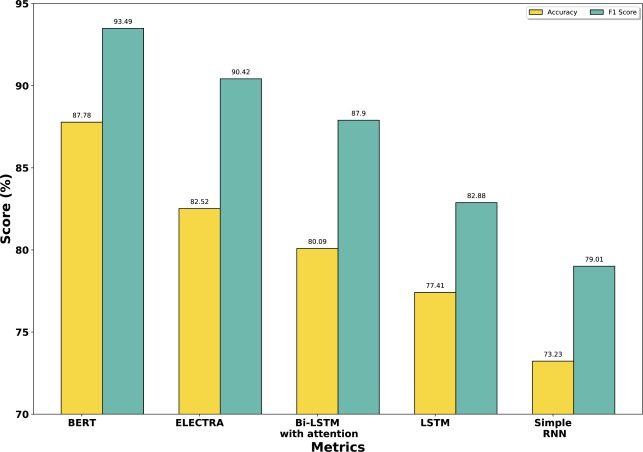 95
90
85
80
75
70
Score (%)
Accuracy
F1 Score
87.78
93.49
82.52
90.42
80.09
87.9
77.41
82.88
73.23
79.01
BERT
ELECTRA
Bi-LSTM
with attention
LSTM
Simple
RNN
Metrics